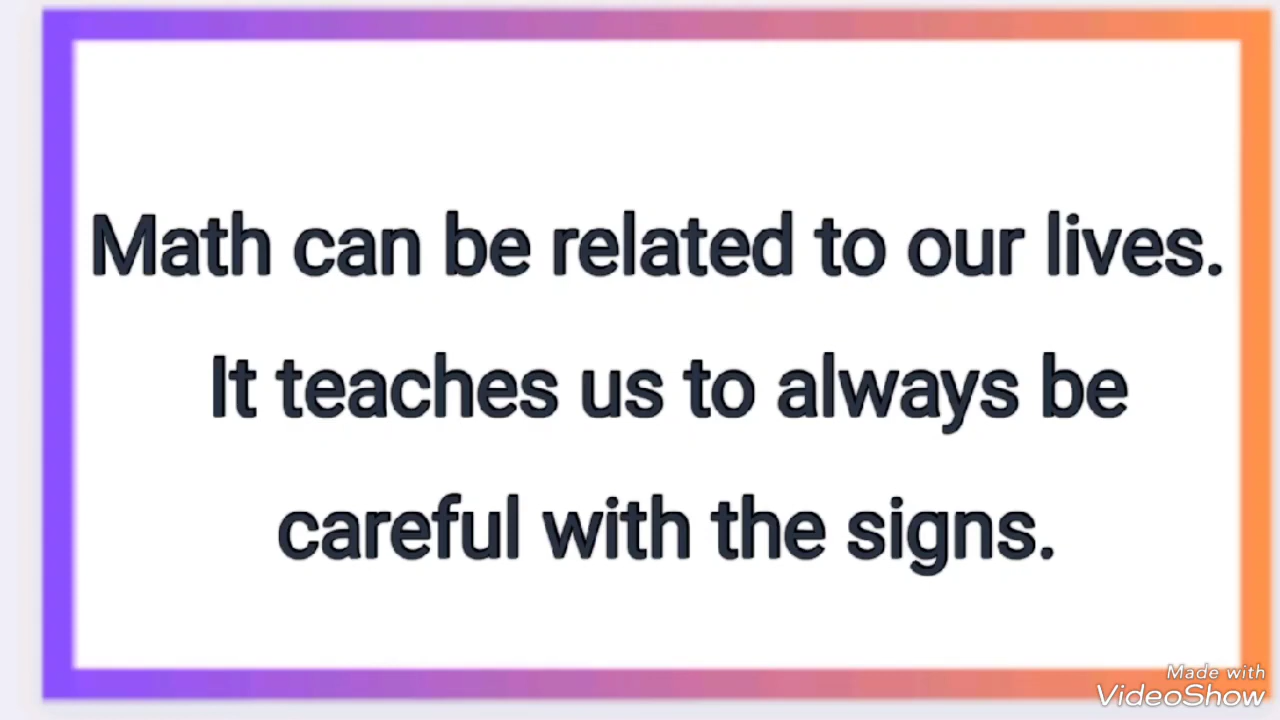 Math can be related to our lives.
It teaches us to always be
careful with the signs.
Made with
VideoShow